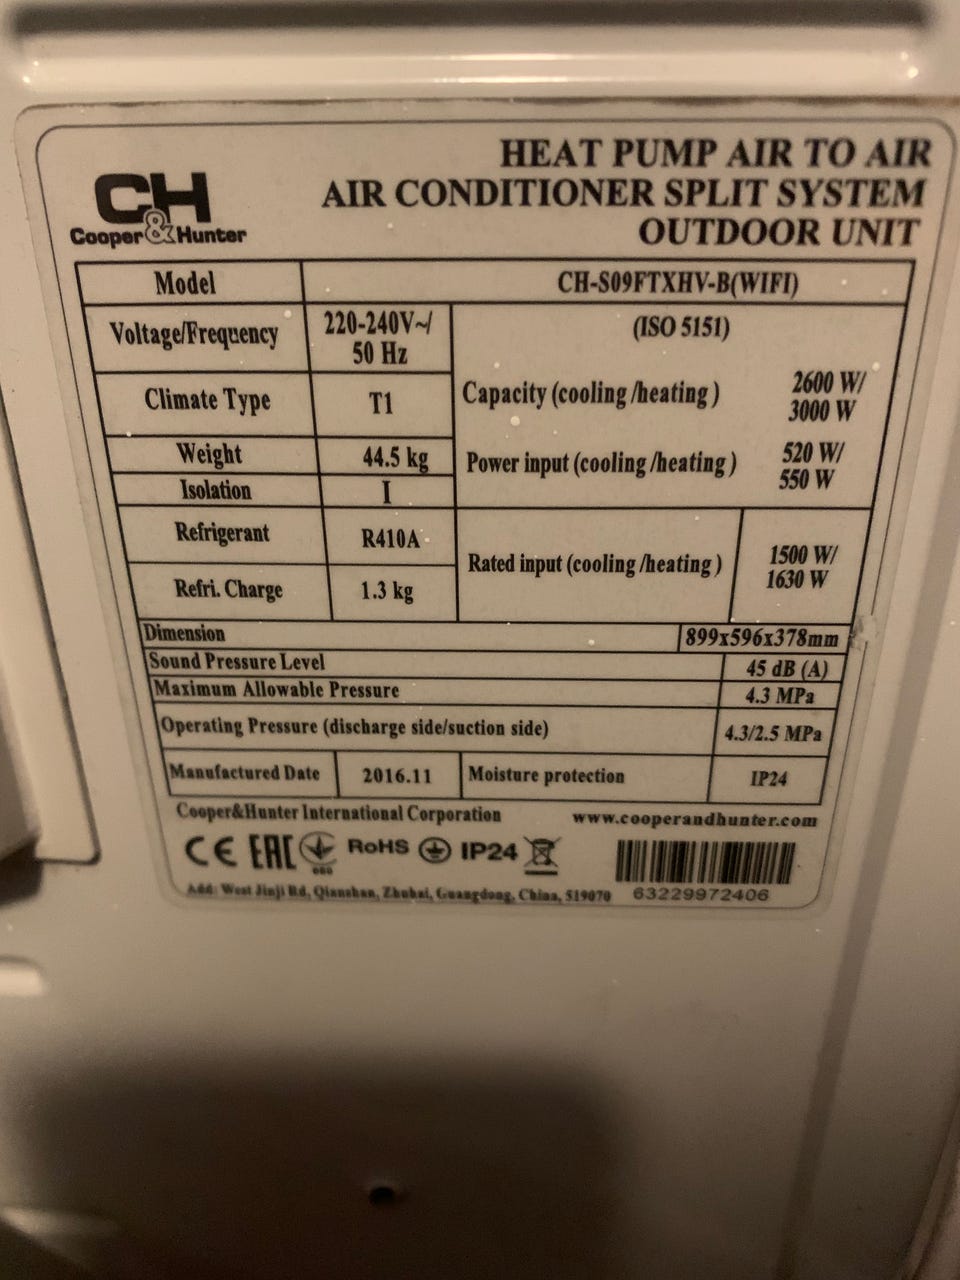 HEAT PUMP AIR TO AIR
AIR CONDITIONER SPLIT SYSTEM
OUTDOOR UNIT
CH
Cooper & Hunter
Model CH-S09FTXHV-B(WIFI)
Voltage/Frequency 220-240V~/
50 Hz
(ISO 5151)
Climate Type T1
Capacity (cooling /heating ) 2600 W/
3000 W
Weight 44.5 kg
Power input (cooling /heating ) 520 W/
550 W
Isolation I
Refrigerant R410A
Rated input (cooling /heating ) 1500 W/
1630 W
Refri. Charge 1.3 kg
Dimension 899x596x378mm
Sound Pressure Level 45 dB (A)
Maximum Allowable Pressure 4.3 MPa
Operating Pressure (discharge side/suction side) 4.3/2.5 MPa
Manufactured Date 2016.11 Moisture protection IP24
Cooper&Hunter International Corporation www.cooperandhunter.com
CE EAC RoHS IP24
Add: West Jinji Rd, Qianshan, Zhuhai, Guangdong, China, 519070 63229972406